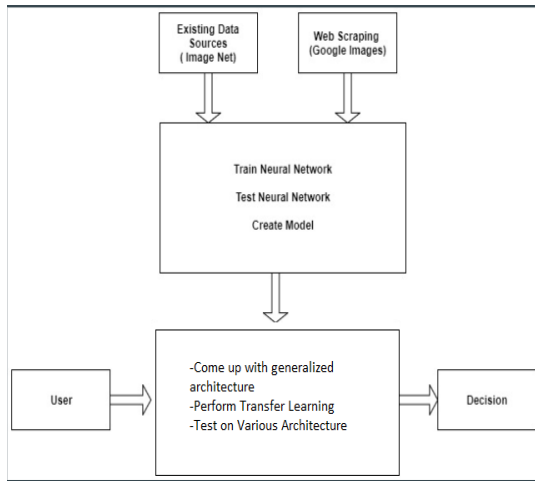 Existing Data
Sources
( Image Net)
Web Scraping
(Google Images)
Train Neural Network
Test Neural Network
Create Model
-Come up with generalized
architecture
-Perform Transfer Learning
-Test on Various Architecture
User
Decision